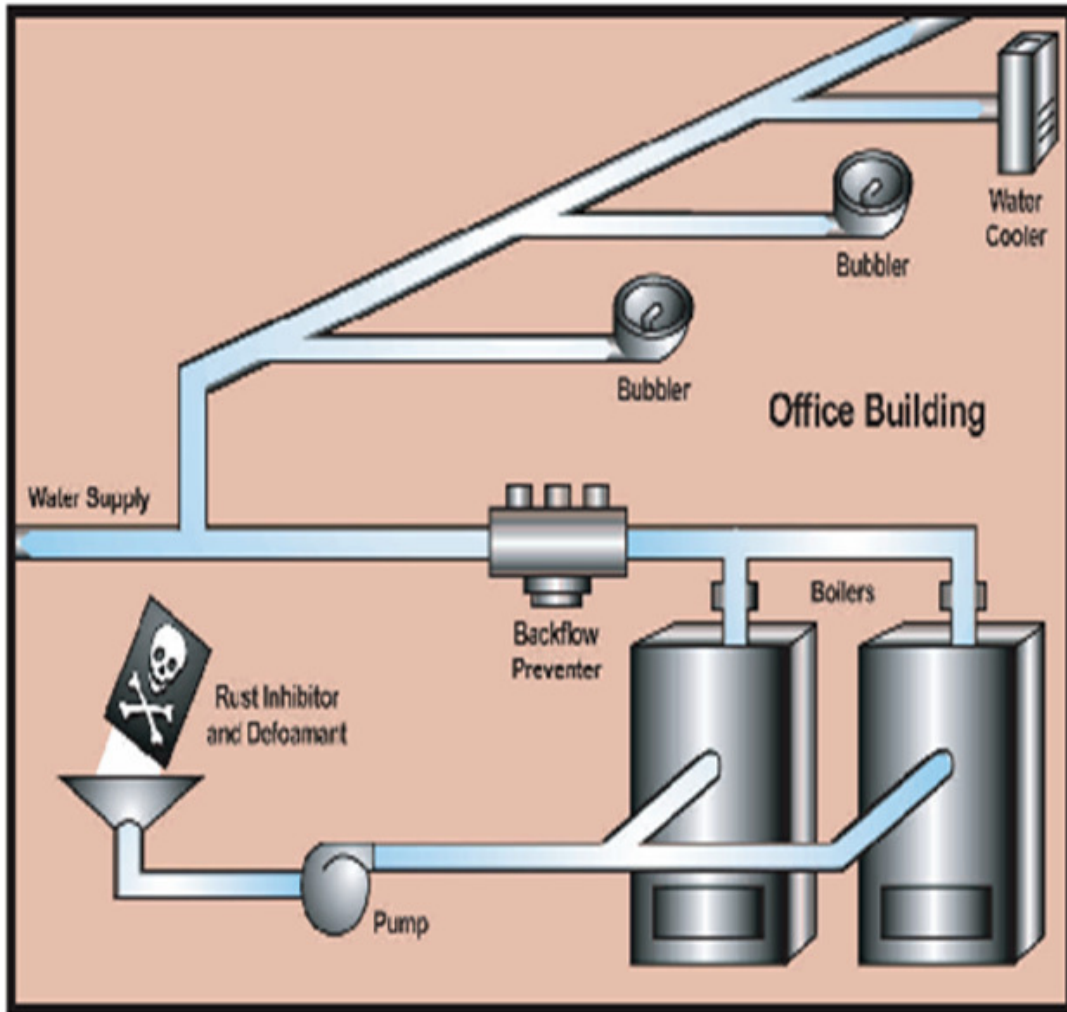 Water
Cooler
Bubbler
Bubbler
Office Building
Water Supply
Backflow
Preventer
Boilers
Rust Inhibitor
and Defoamant
Pump